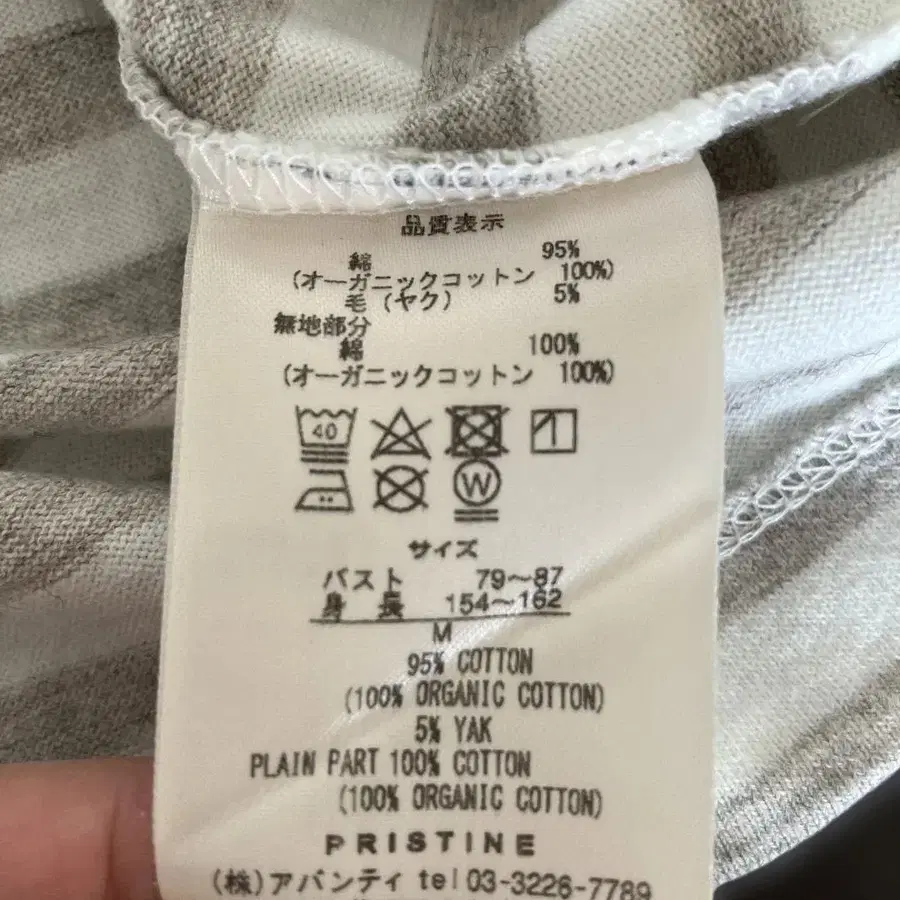 品質表示
綿 95%
(オーガニックコットン 100%)
毛(ヤク) 5%
無地部分
綿 100%
(オーガニックコットン 100%)
40
W
サイズ
バスト 79〜87
身長 154〜162
M
95% COTTON
(100% ORGANIC COTTON)
5% YAK
PLAIN PART 100% COTTON
(100% ORGANIC COTTON)
PRISTINE
(株)アバンティ tel 03-3226-7789